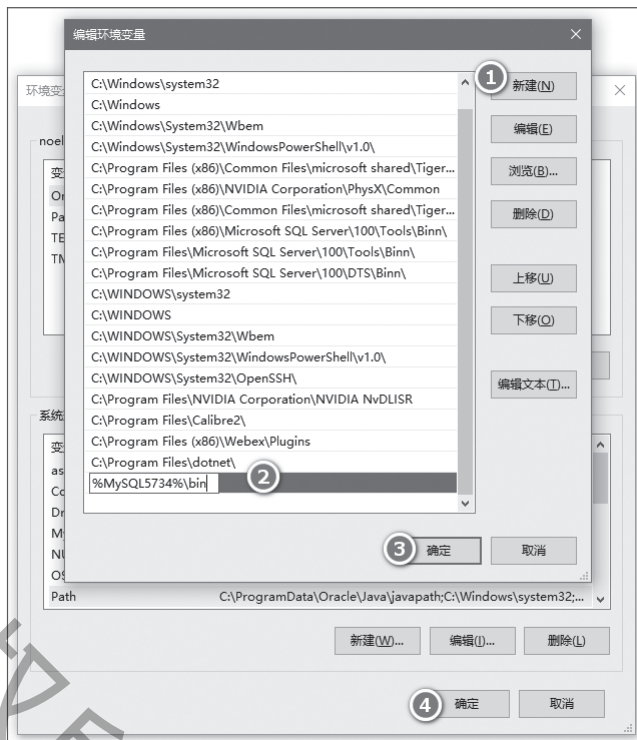 编辑环境变量
环境变
noel
变
Or
Pa
TE
C:\Windows\system32
C:\Windows
C:\Windows\System32\Wbem
C:\Windows\System32\WindowsPowerShell\v1.0\
C:\Program Files (x86)\Common Files\microsoft shared\Tiger...
C:\Program Files (x86)\NVIDIA Corporation\PhysX\Common
C:\Program Files (x86)\Common Files\microsoft shared\Tiger...
C:\Program Files (x86)\Microsoft SQL Server\100\Tools\Binn\
C:\Program Files\Microsoft SQL Server\100\Tools\Binn\
C:\Program Files\Microsoft SQL Server\100\DTS\Binn\
C:\WINDOWS\system32
C:\WINDOWS
C:\WINDOWS\System32\Wbem
C:\WINDOWS\System32\WindowsPowerShell\v1.0\
C:\WINDOWS\System32\OpenSSH\
C:\Program Files\NVIDIA Corporation\NVIDIA NvDLISR
C:\Program Files\Calibre2\
C:\Program Files (x86)\Webex\Plugins
C:\Program Files\dotnet\
%MySQL5734%\bin
2
1 新建(N)
编辑(E)
浏览(B)...
删除(D)
上移(U)
下移(O)
编辑文本(T)...
3 确定 取消
系统
变
as
Path C:\ProgramData\Oracle\Java\javapath;C:\Windows\system32;...
新建(W)... 编辑(I)... 删除(L)
4 确定 取消